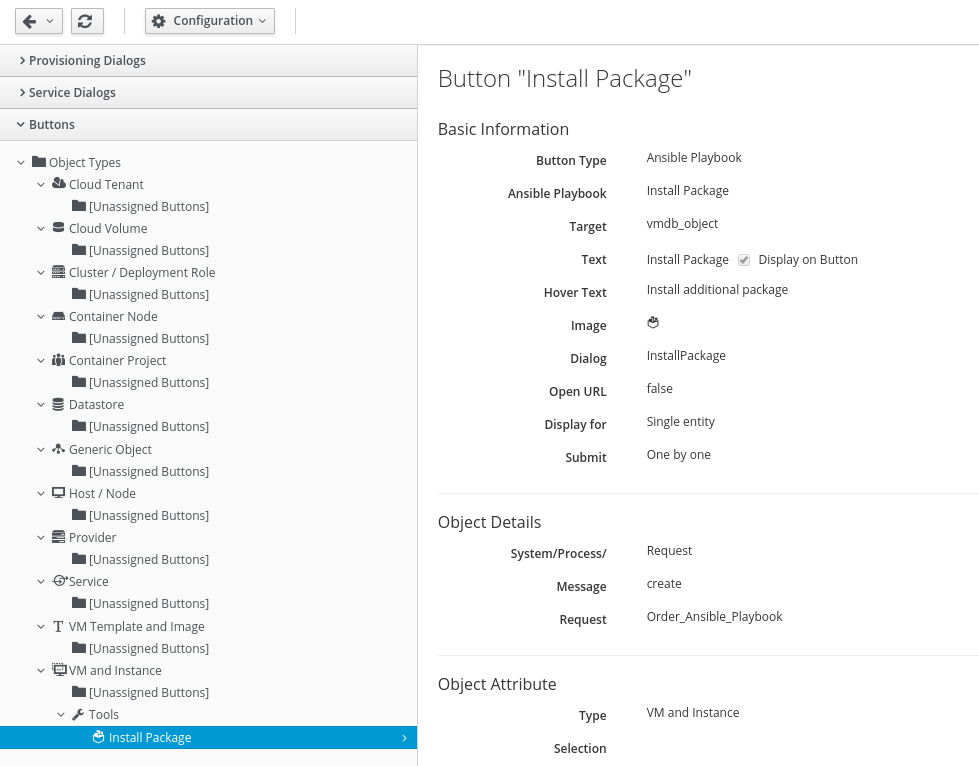 Configuration
Provisioning Dialogs
Service Dialogs
Buttons
Object Types
Cloud Tenant
[Unassigned Buttons]
Cloud Volume
[Unassigned Buttons]
Cluster / Deployment Role
[Unassigned Buttons]
Container Node
[Unassigned Buttons]
Container Project
[Unassigned Buttons]
Datastore
[Unassigned Buttons]
Generic Object
[Unassigned Buttons]
Host / Node
[Unassigned Buttons]
Provider
[Unassigned Buttons]
Service
[Unassigned Buttons]
VM Template and Image
[Unassigned Buttons]
VM and Instance
[Unassigned Buttons]
Tools
Install Package
Button "Install Package"
Basic Information
Button Type Ansible Playbook
Ansible Playbook Install Package
Target vmdb_object
Text Install Package Display on Button
Hover Text Install additional package
Image
Dialog InstallPackage
Open URL false
Display for Single entity
Submit One by one
Object Details
System/Process/ Request
Message create
Request Order_Ansible_Playbook
Object Attribute
Type VM and Instance
Selection